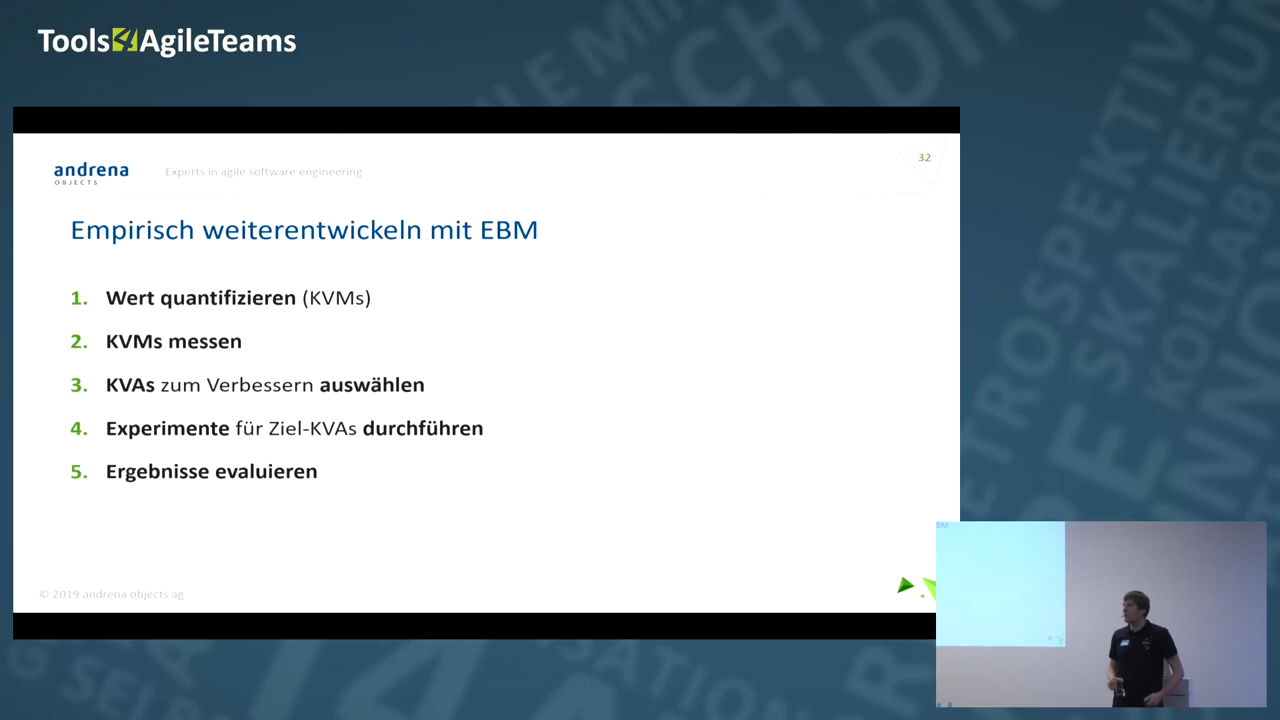 Tools4AgileTeams
andrena
OBJECTS
Experts in agile software engineering
32
Empirisch weiterentwickeln mit EBM
1. Wert quantifizieren (KVMs)
2. KVMs messen
3. KVAs zum Verbessern auswählen
4. Experimente für Ziel-KVAs durchführen
5. Ergebnisse evaluieren
© 2019 andrena objects ag
BM